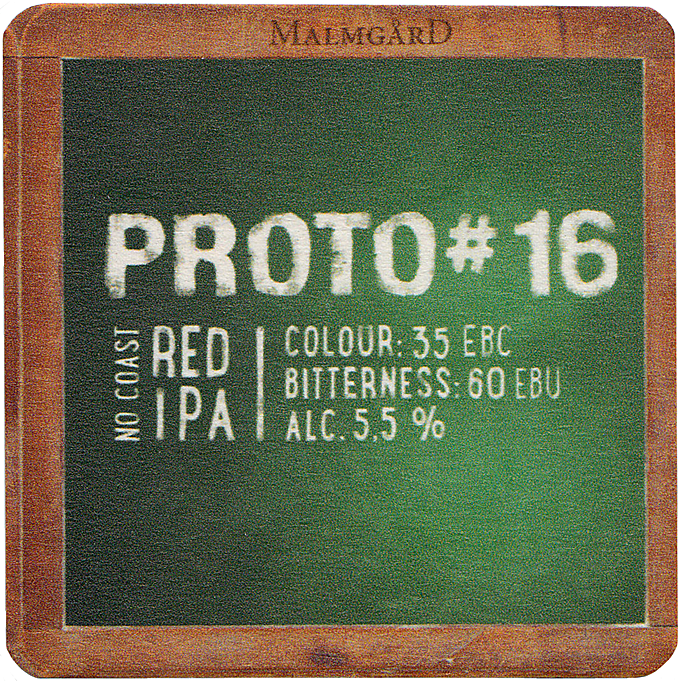 MALMGÅRD
PROTO#16
NO COAST
RED
IPA
COLOUR: 35 EBC
BITTERNESS: 60 EBU
ALC. 5,5 %